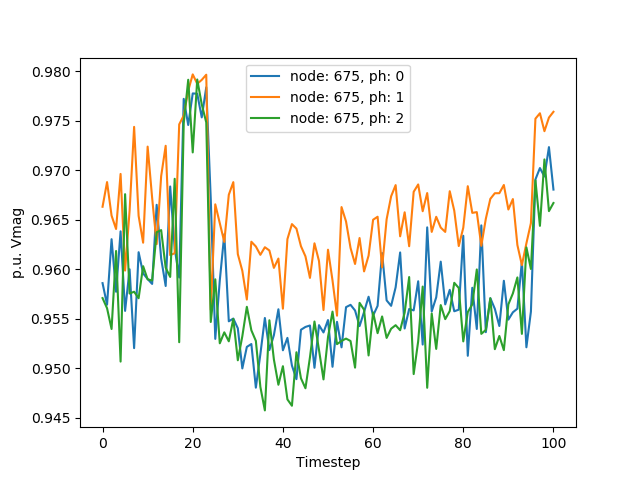 node: 675, ph: 0
node: 675, ph: 1
node: 675, ph: 2
p.u. Vmag
0.980
0.975
0.970
0.965
0.960
0.955
0.950
0.945
0 20 40 60 80 100
Timestep